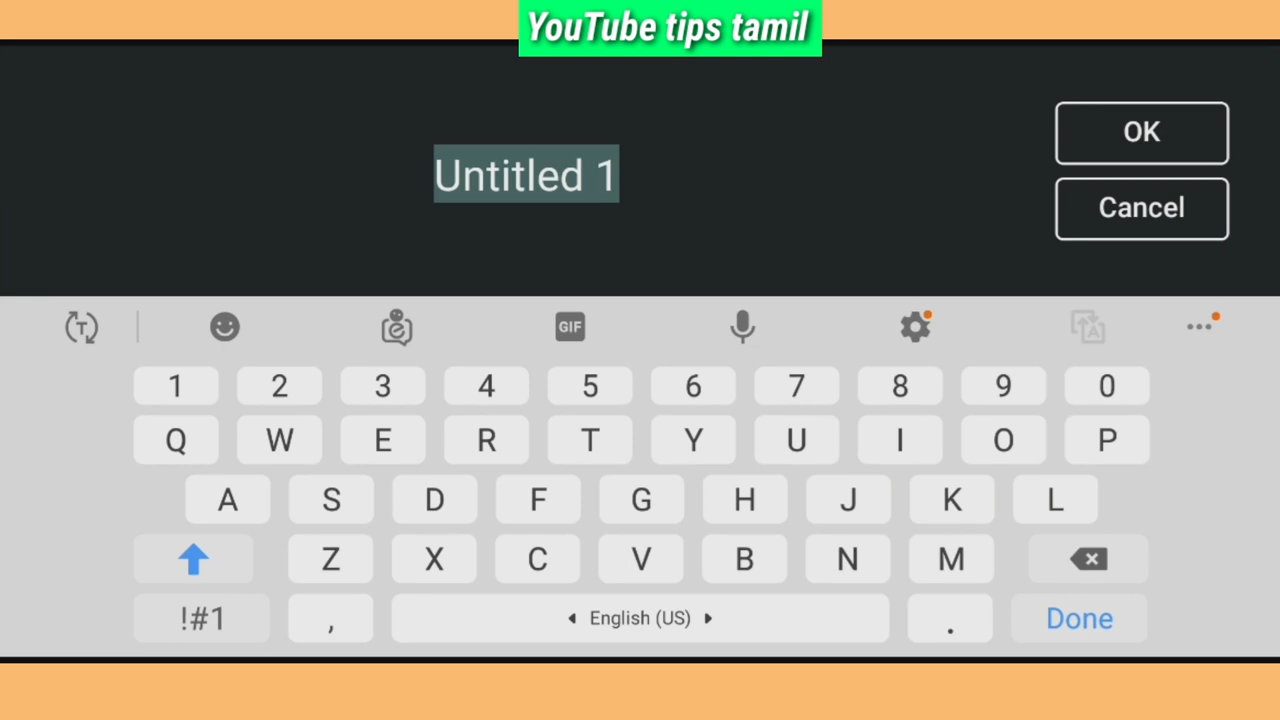 YouTube tips tamil
OK
Untitled 1
Cancel
T
GIF
A
1 2 3 4 5 6 7 8 9 0
Q W E R T Y U I O P
A S D F G H J K L
Z X C V B N M
!#1 , English (US) . Done